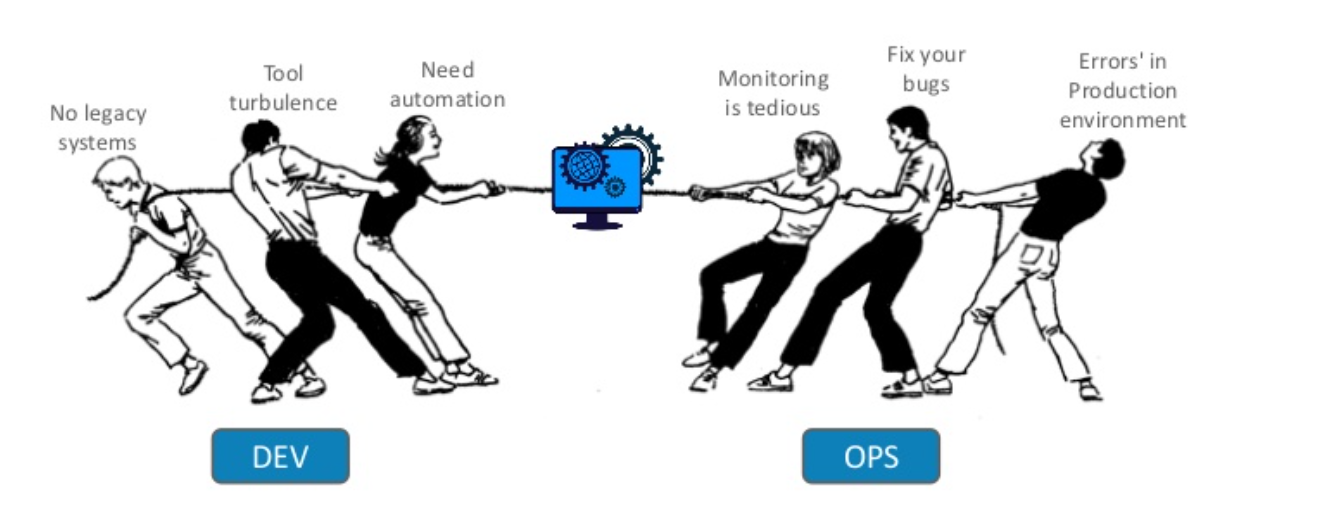 No legacy
systems
Tool
turbulence
Need
automation
Monitoring
is tedious
Fix your
bugs
Errors' in
Production
environment
DEV
OPS